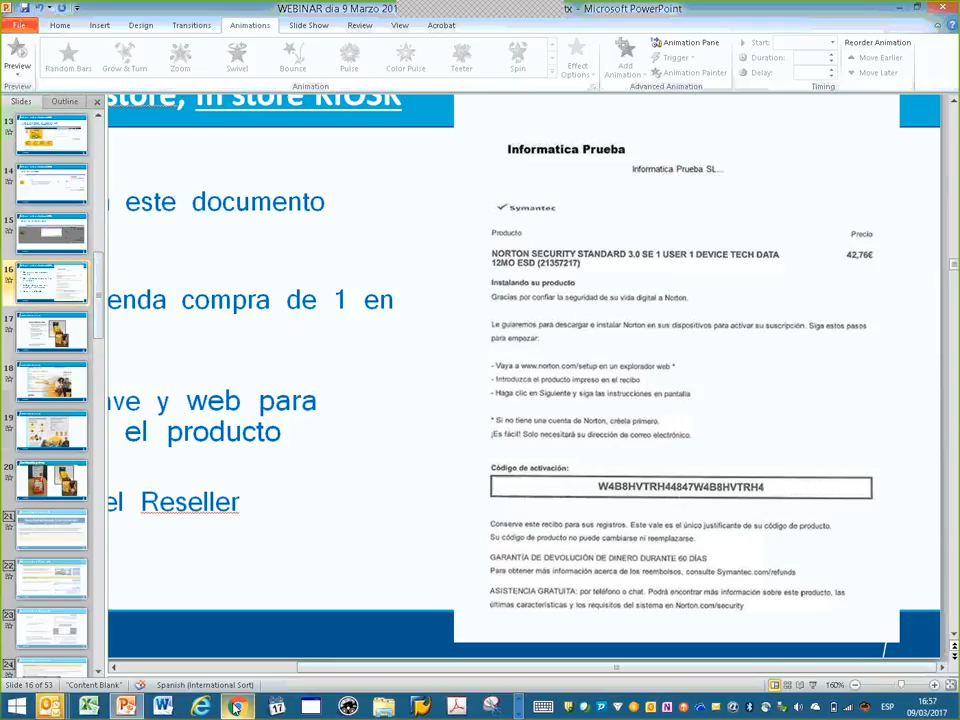 WEBINAR dia 9 Marzo 201
tx - Microsoft PowerPoint
File Home Insert Design Transitions Animations Slide Show Review View Acrobat
Preview
Random Bars Grow & Turn Zoom Swivel Bounce Pulse Color Pulse Teeter Spin
Effect Options
Add Animation
Animation Pane
Trigger
Animation Painter
Start:
Duration:
Delay:
Reorder Animation
Move Earlier
Move Later
Preview Animation Advanced Animation Timing
Slides Outline
13
14
15
16
17
18
19
20
21
22
23
24
store, in store KIOSK
este documento
enda compra de 1 en
ave y web para
el producto
el Reseller
Informatica Prueba
Informatica Prueba SL...
Symantec
Producto Precio
NORTON SECURITY STANDARD 3.0 SE 1 USER 1 DEVICE TECH DATA 42,76€
12MO ESD (21357217)
Instalando su producto
Gracias por confiar la seguridad de su vida digital a Norton.
Le guiaremos para descargar e instalar Norton en sus dispositivos para activar su suscripción. Siga estos pasos
para empezar:
- Vaya a www.norton.com/setup en un explorador web *
- Introduzca el producto impreso en el recibo
- Haga clic en Siguiente y siga las instrucciones en pantalla
* Si no tiene una cuenta de Norton, créela primero.
¡Es fácil! Solo necesitará su dirección de correo electrónico.
Código de activación:
W4B8HVTRH44847W4B8HVTRH4
Conserve este recibo para sus registros. Este vale es el único justificante de su código de producto.
Su código de producto no puede cambiarse ni reemplazarse.
GARANTÍA DE DEVOLUCIÓN DE DINERO DURANTE 60 DÍAS
Para obtener más información acerca de los reembolsos, consulte Symantec.com/refunds
ASISTENCIA GRATUITA: por teléfono o chat. Podrá encontrar más información sobre este producto, las
últimas características y los requisitos del sistema en Norton.com/security
Slide 16 of 53 "Content Blank" Spanish (International Sort) 160%
ESP
16:57
09/03/2017